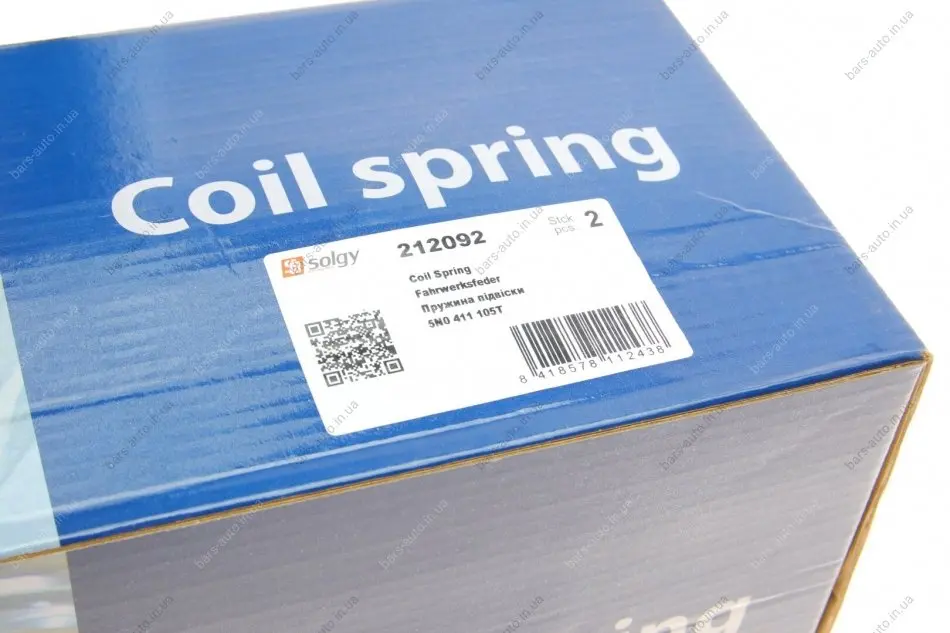 Coil spring
solgy
212092
Stck
pcs.
2
Coil Spring
Fahrwerksfeder
Пружина підвіски
5N0 411 105T
8 418578 112438
ing
bars-auto.in.ua